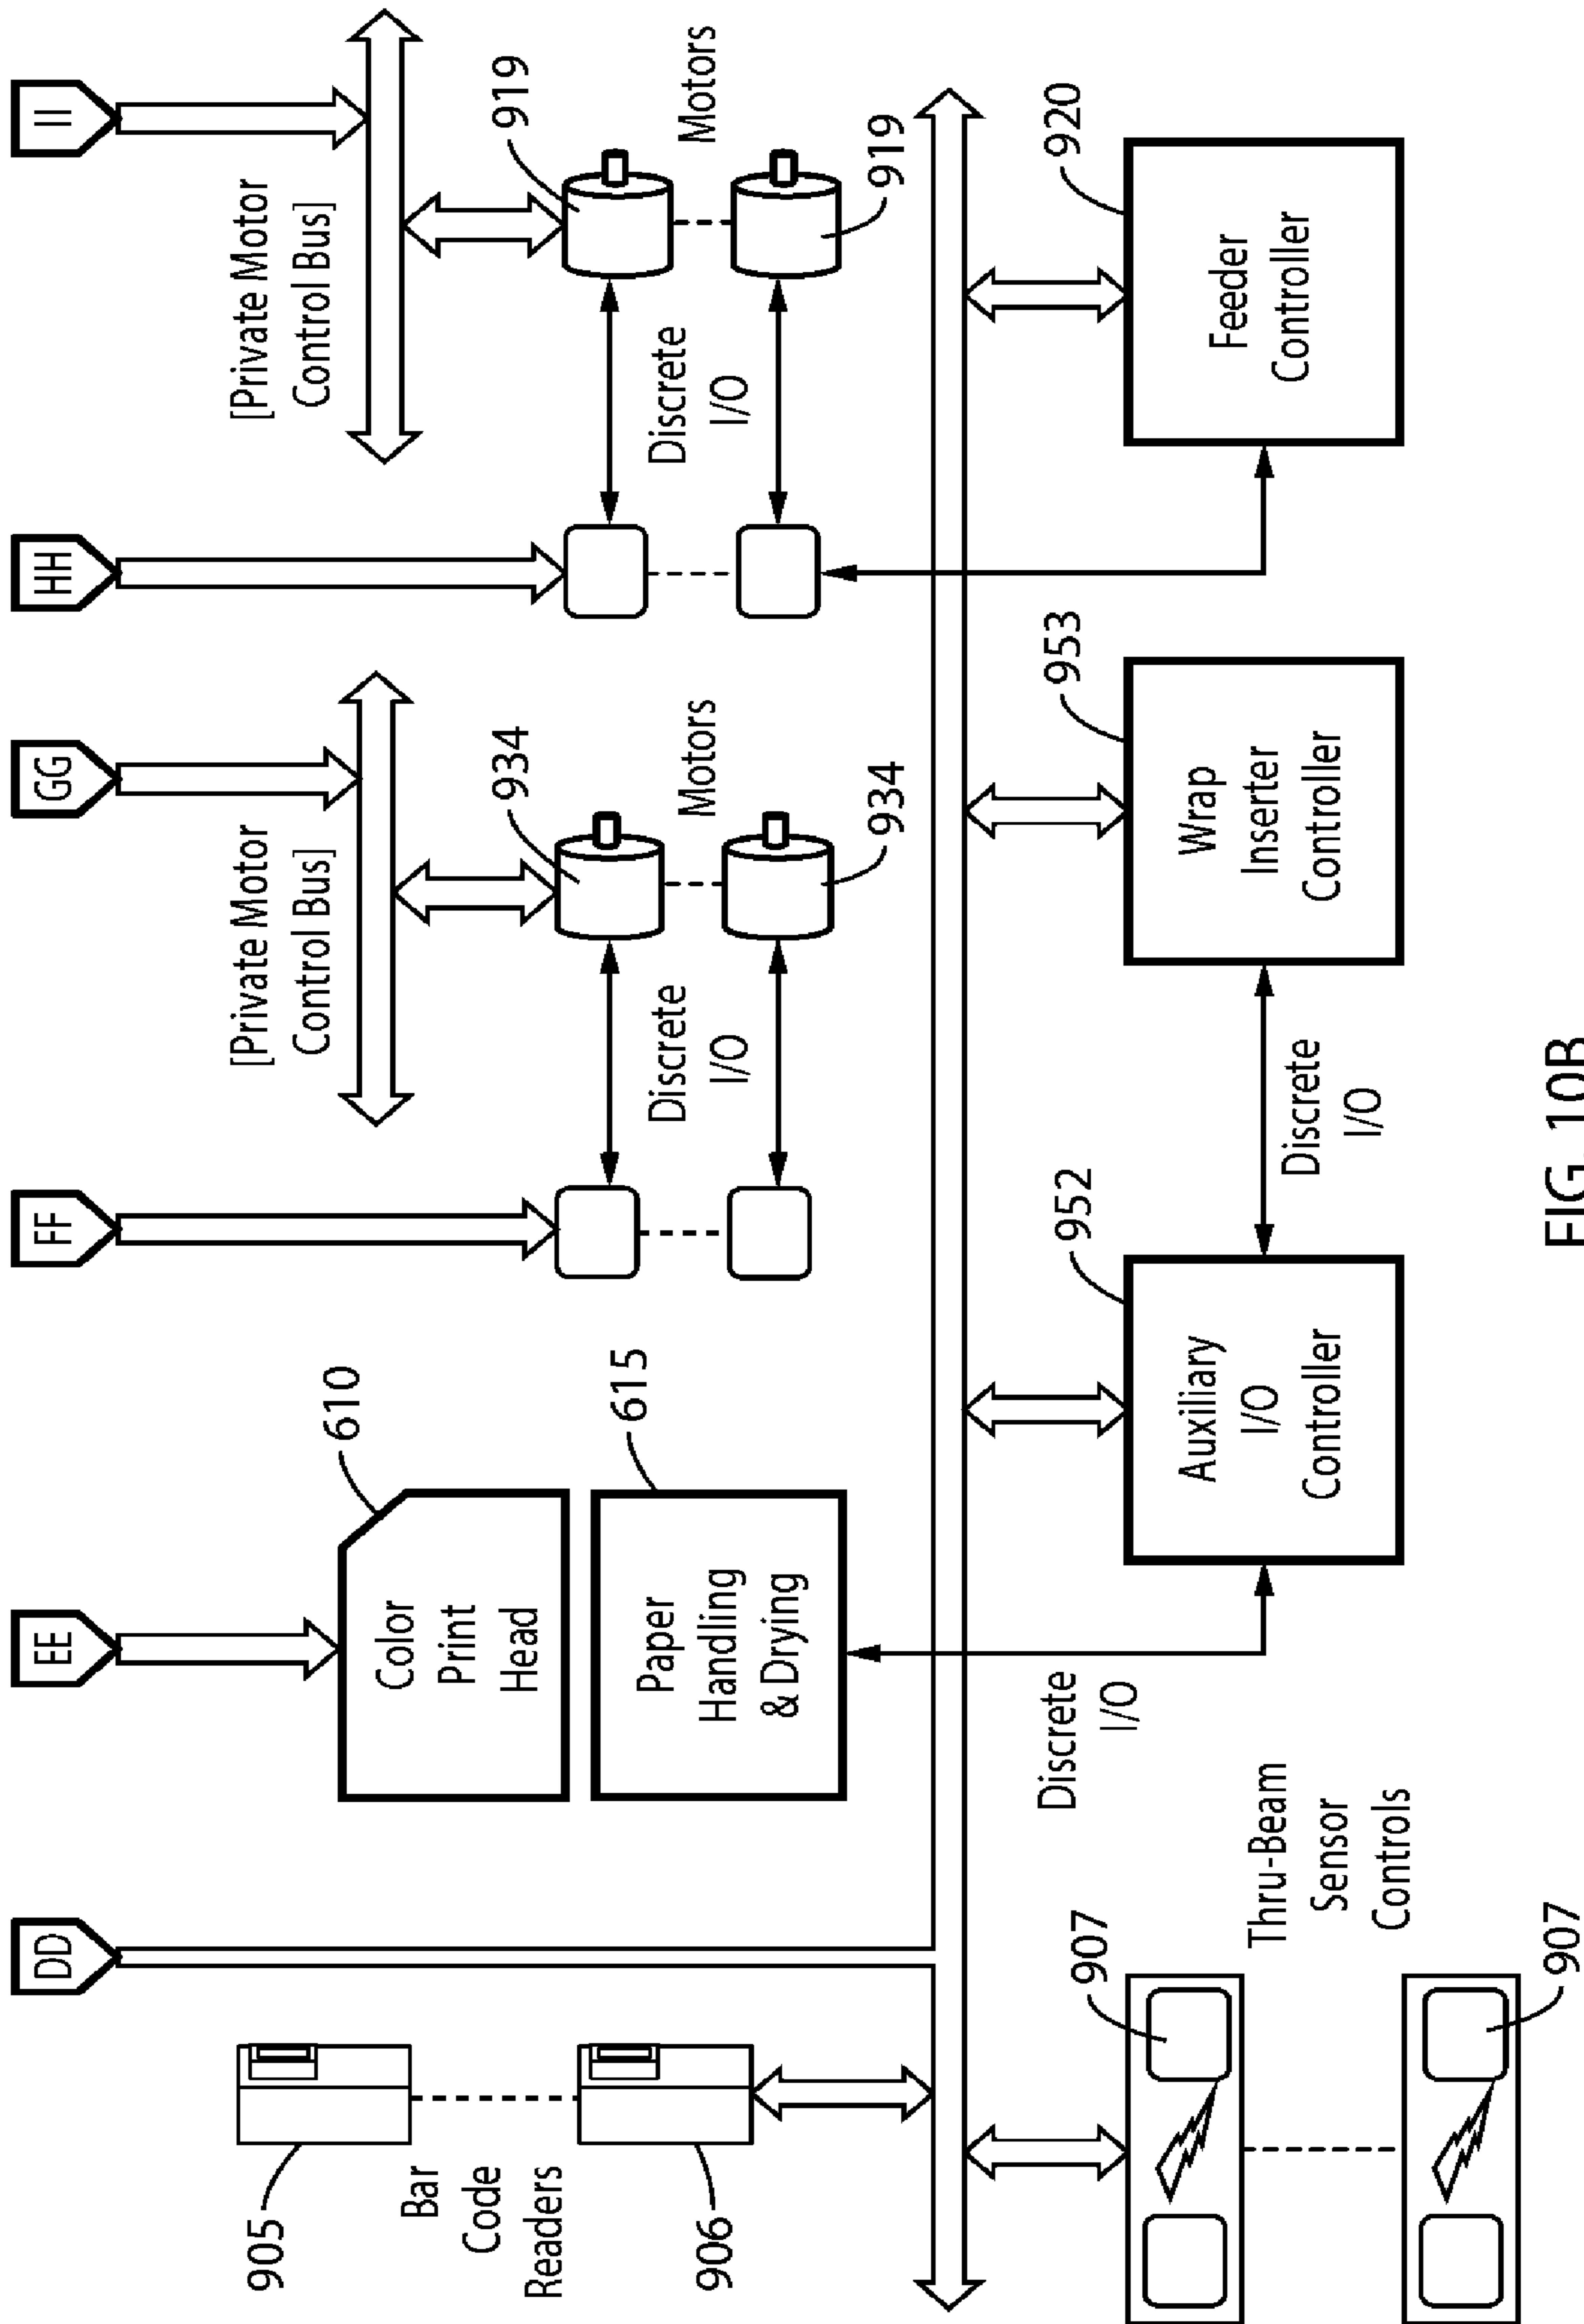 DD
EE
FF
GG
HH
II
905
Bar
Code
Readers
906
610
Color
Print
Head
615
Paper
Handling
& Drying
[Private Motor
Control Bus]
934
Motors
Discrete
I/O
934
[Private Motor
Control Bus]
919
Motors
Discrete
I/O
919
907
Thru-Beam
Sensor
Controls
907
Discrete
I/O
952
Auxiliary
I/O
Controller
Discrete
I/O
953
Wrap
Inserter
Controller
920
Feeder
Controller
FIG. 10B